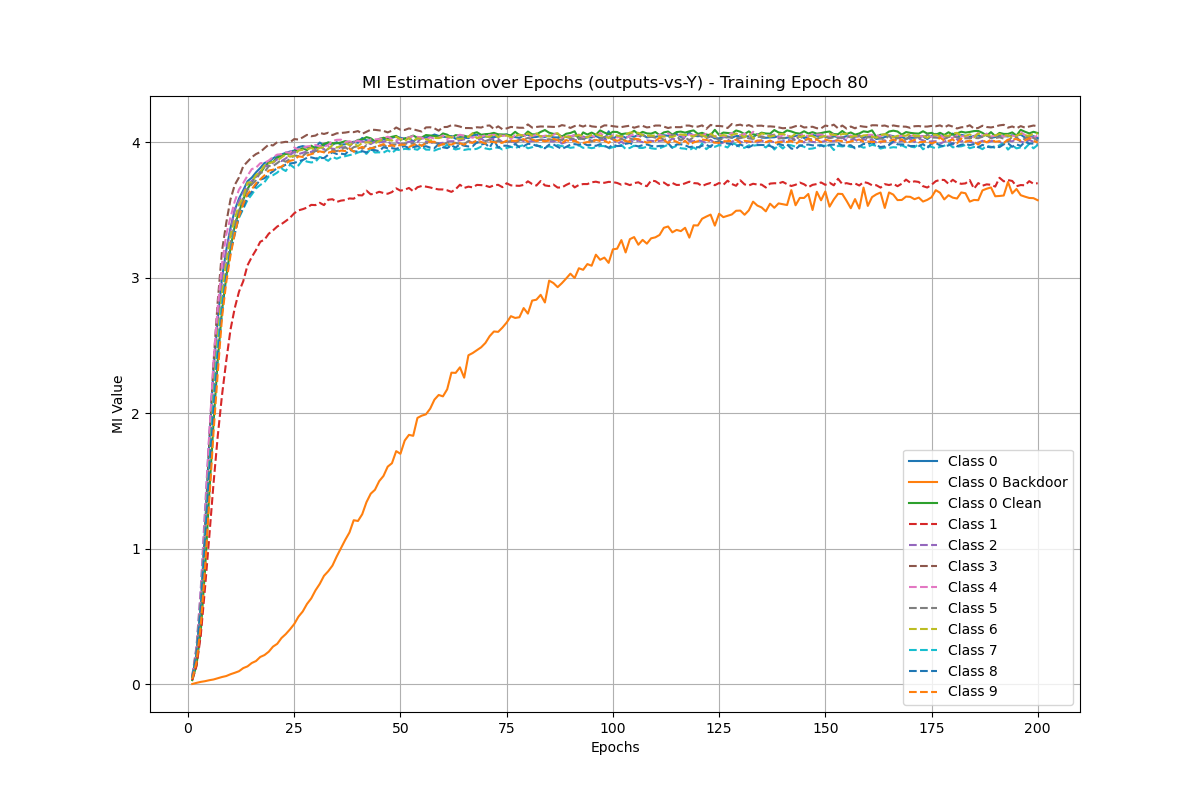 MI Estimation over Epochs (outputs-vs-Y) - Training Epoch 80
MI Value
4
3
2
1
0
0 25 50 75 100 125 150 175 200
Epochs
Class 0
Class 0 Backdoor
Class 0 Clean
Class 1
Class 2
Class 3
Class 4
Class 5
Class 6
Class 7
Class 8
Class 9